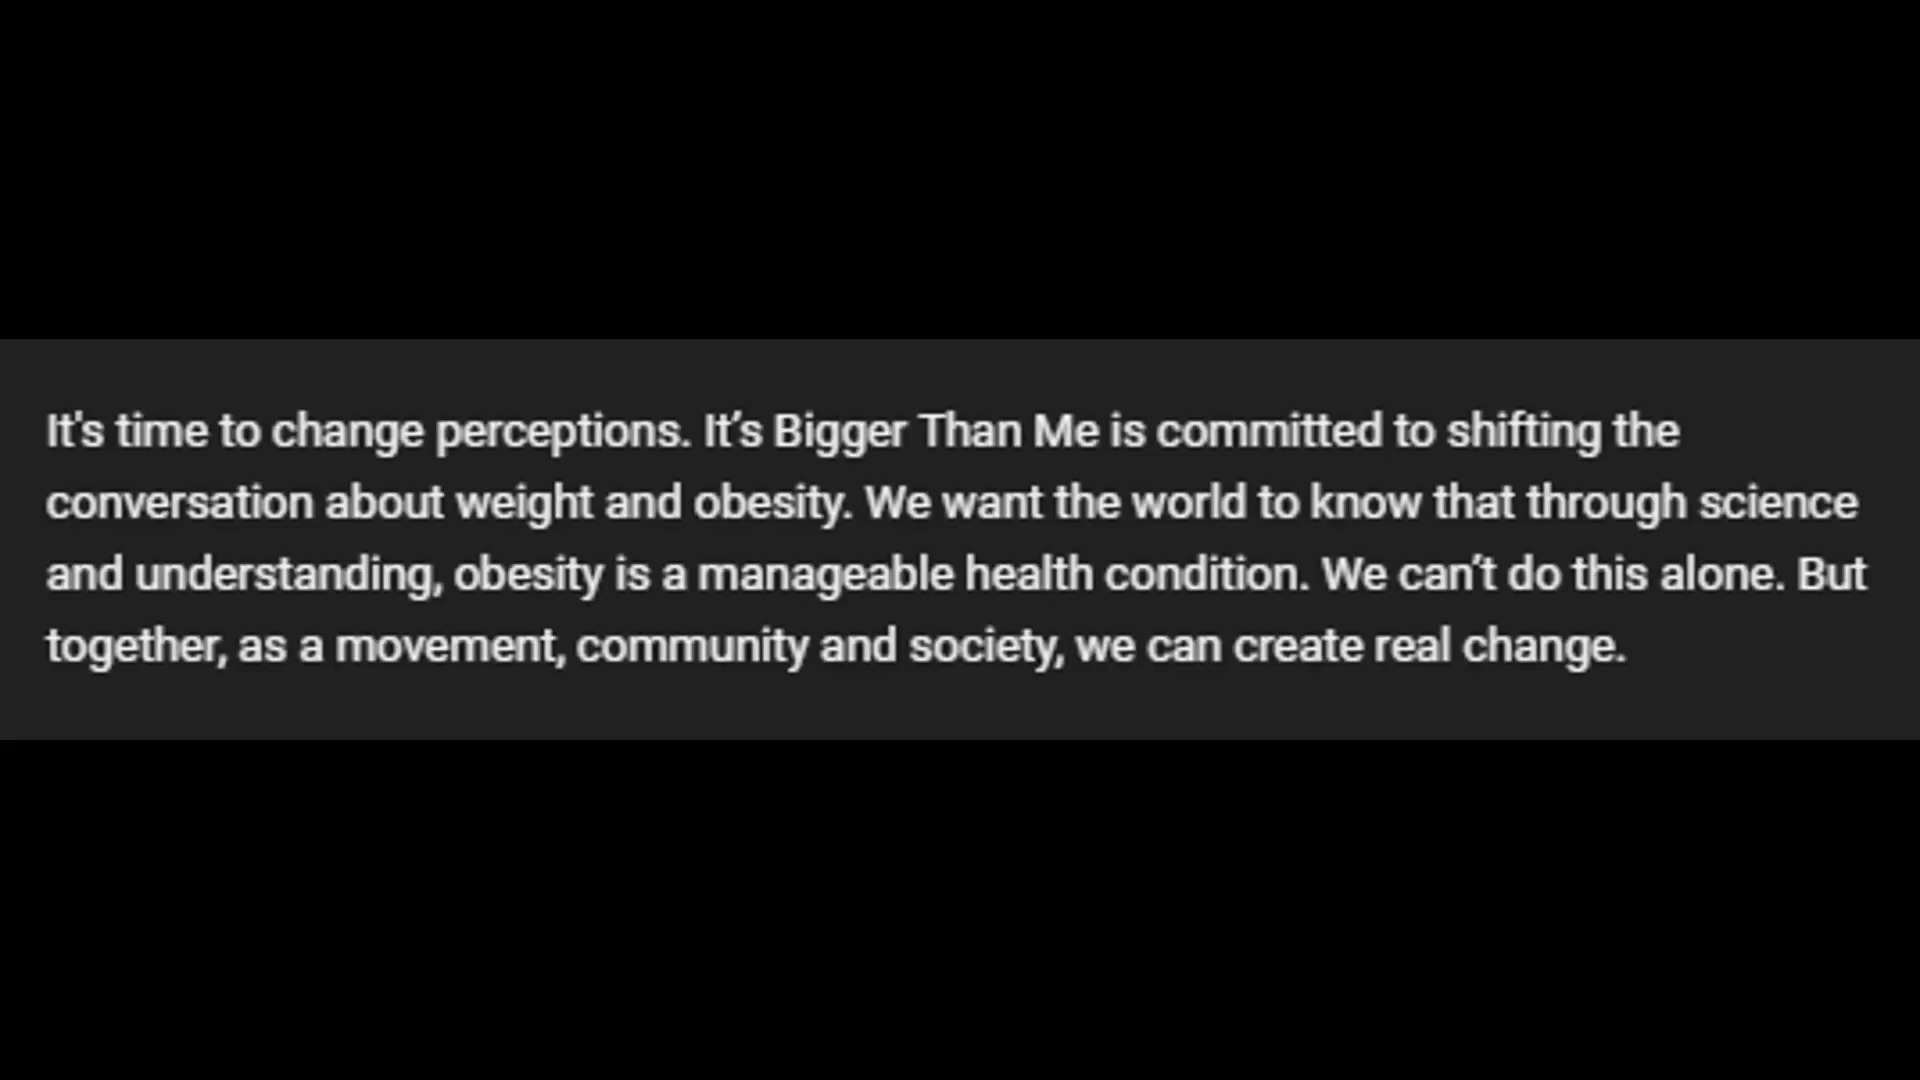 It's time to change perceptions. It’s Bigger Than Me is committed to shifting the
conversation about weight and obesity. We want the world to know that through science
and understanding, obesity is a manageable health condition. We can’t do this alone. But
together, as a movement, community and society, we can create real change.